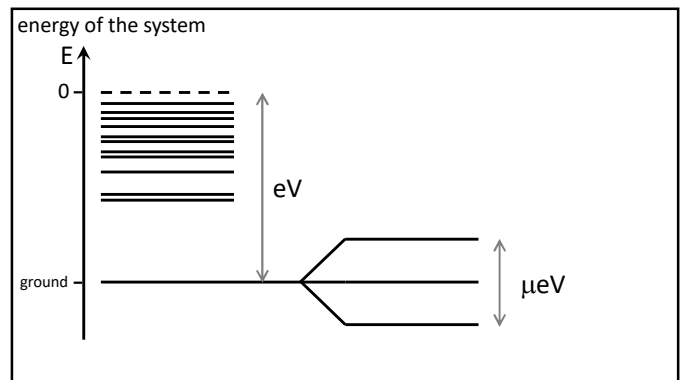 energy of the system
E
0
eV
ground
μeV